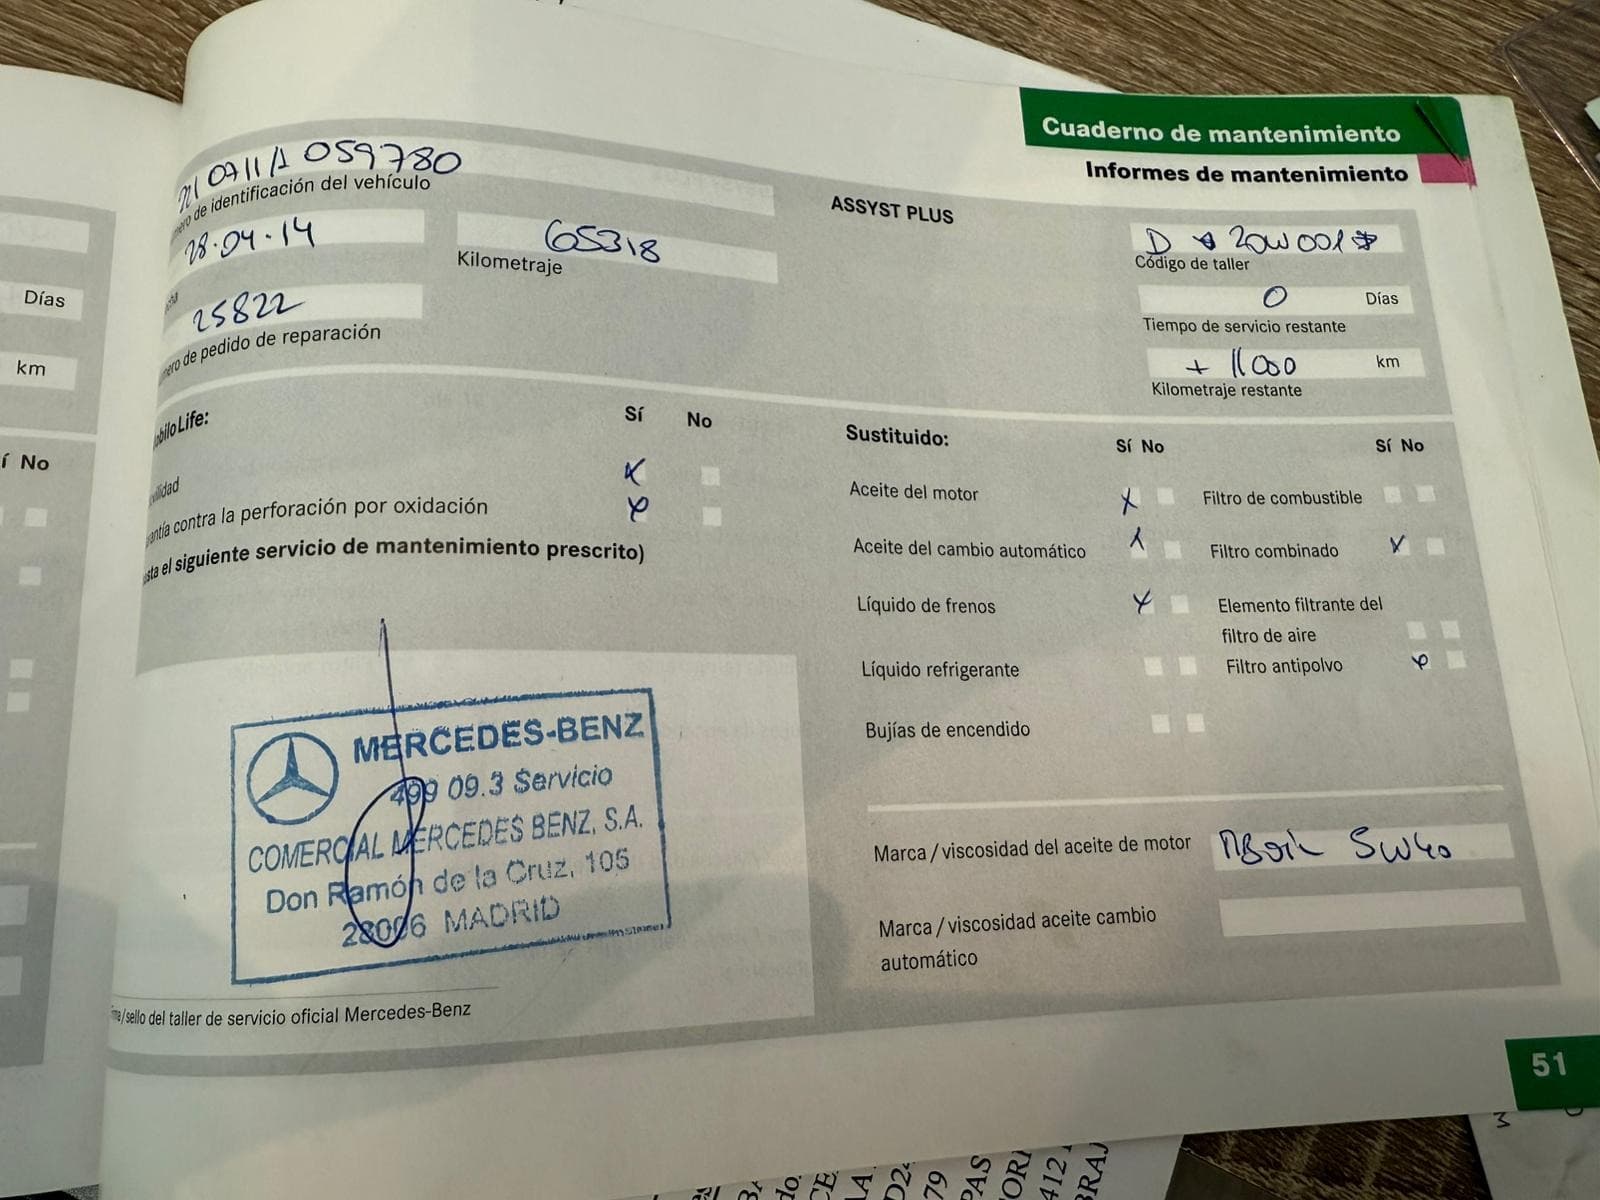 Cuaderno de mantenimiento
Informes de mantenimiento
059780
de identificación del vehículo
28.04.14
65318
Kilometraje
25822
de pedido de reparación
ASSYST PLUS
D * 20W001 *
Código de taller
0 Días
Tiempo de servicio restante
+ 11000 km
Kilometraje restante
Días
km
No
Sí No
contra la perforación por oxidación
el siguiente servicio de mantenimiento prescrito)
MERCEDES-BENZ
499 09.3 Servicio
COMERCIAL MERCEDES BENZ, S.A.
Don Ramón de la Cruz, 105
28006 MADRID
/sello del taller de servicio oficial Mercedes-Benz
Sustituido:
Sí No Sí No
Aceite del motor X Filtro de combustible
Aceite del cambio automático X Filtro combinado X
Líquido de frenos X Elemento filtrante del
filtro de aire
Líquido refrigerante Filtro antipolvo X
Bujías de encendido
Marca / viscosidad del aceite de motor 5W40
Marca / viscosidad aceite cambio
automático
51